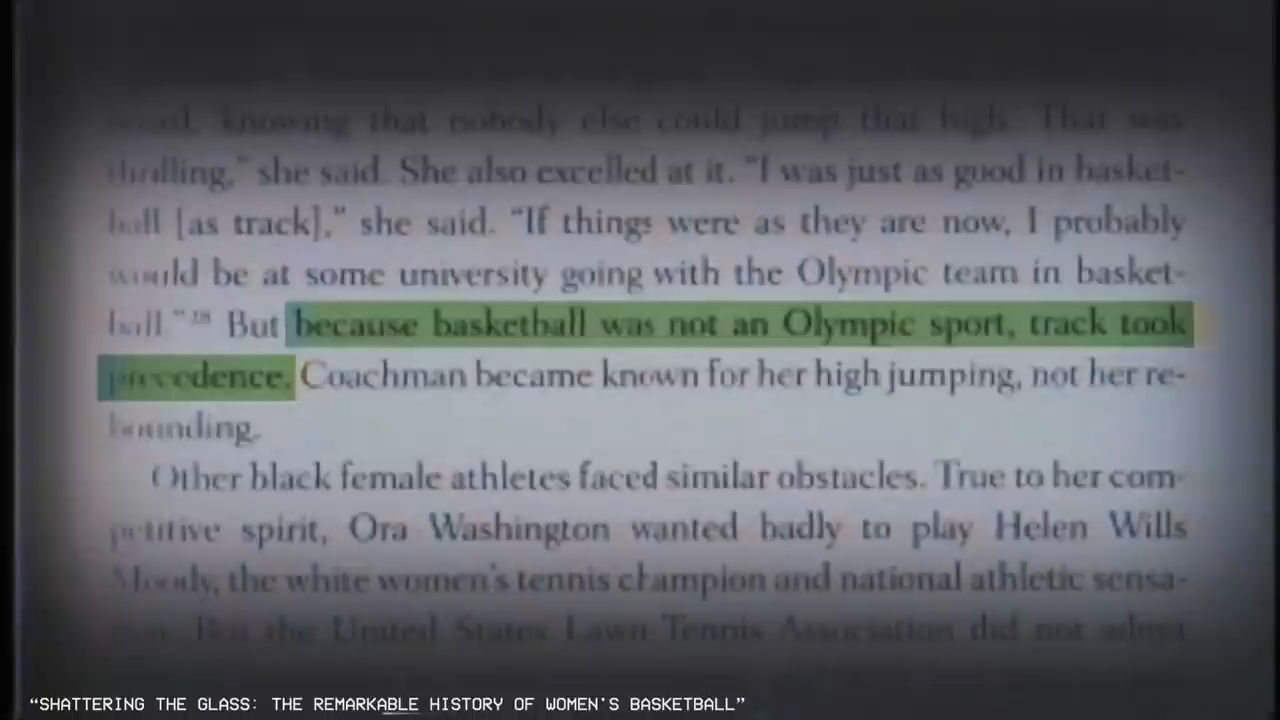 knowing that nobody else could jump that high. That was
thrilling," she said. She also excelled at it. "I was just as good in basket-
ball [as track]," she said. "If things were as they are now, I probably
would be at some university going with the Olympic team in basket-
ball."18 But because basketball was not an Olympic sport, track took
precedence. Coachman became known for her high jumping, not her re-
bounding.
Other black female athletes faced similar obstacles. True to her com-
petitive spirit, Ora Washington wanted badly to play Helen Wills
Moody, the white women's tennis champion and national athletic sensa-
tion. But the United States Lawn Tennis Association did not admit
“SHATTERING THE GLASS: THE REMARKABLE HISTORY OF WOMEN'S BASKETBALL”